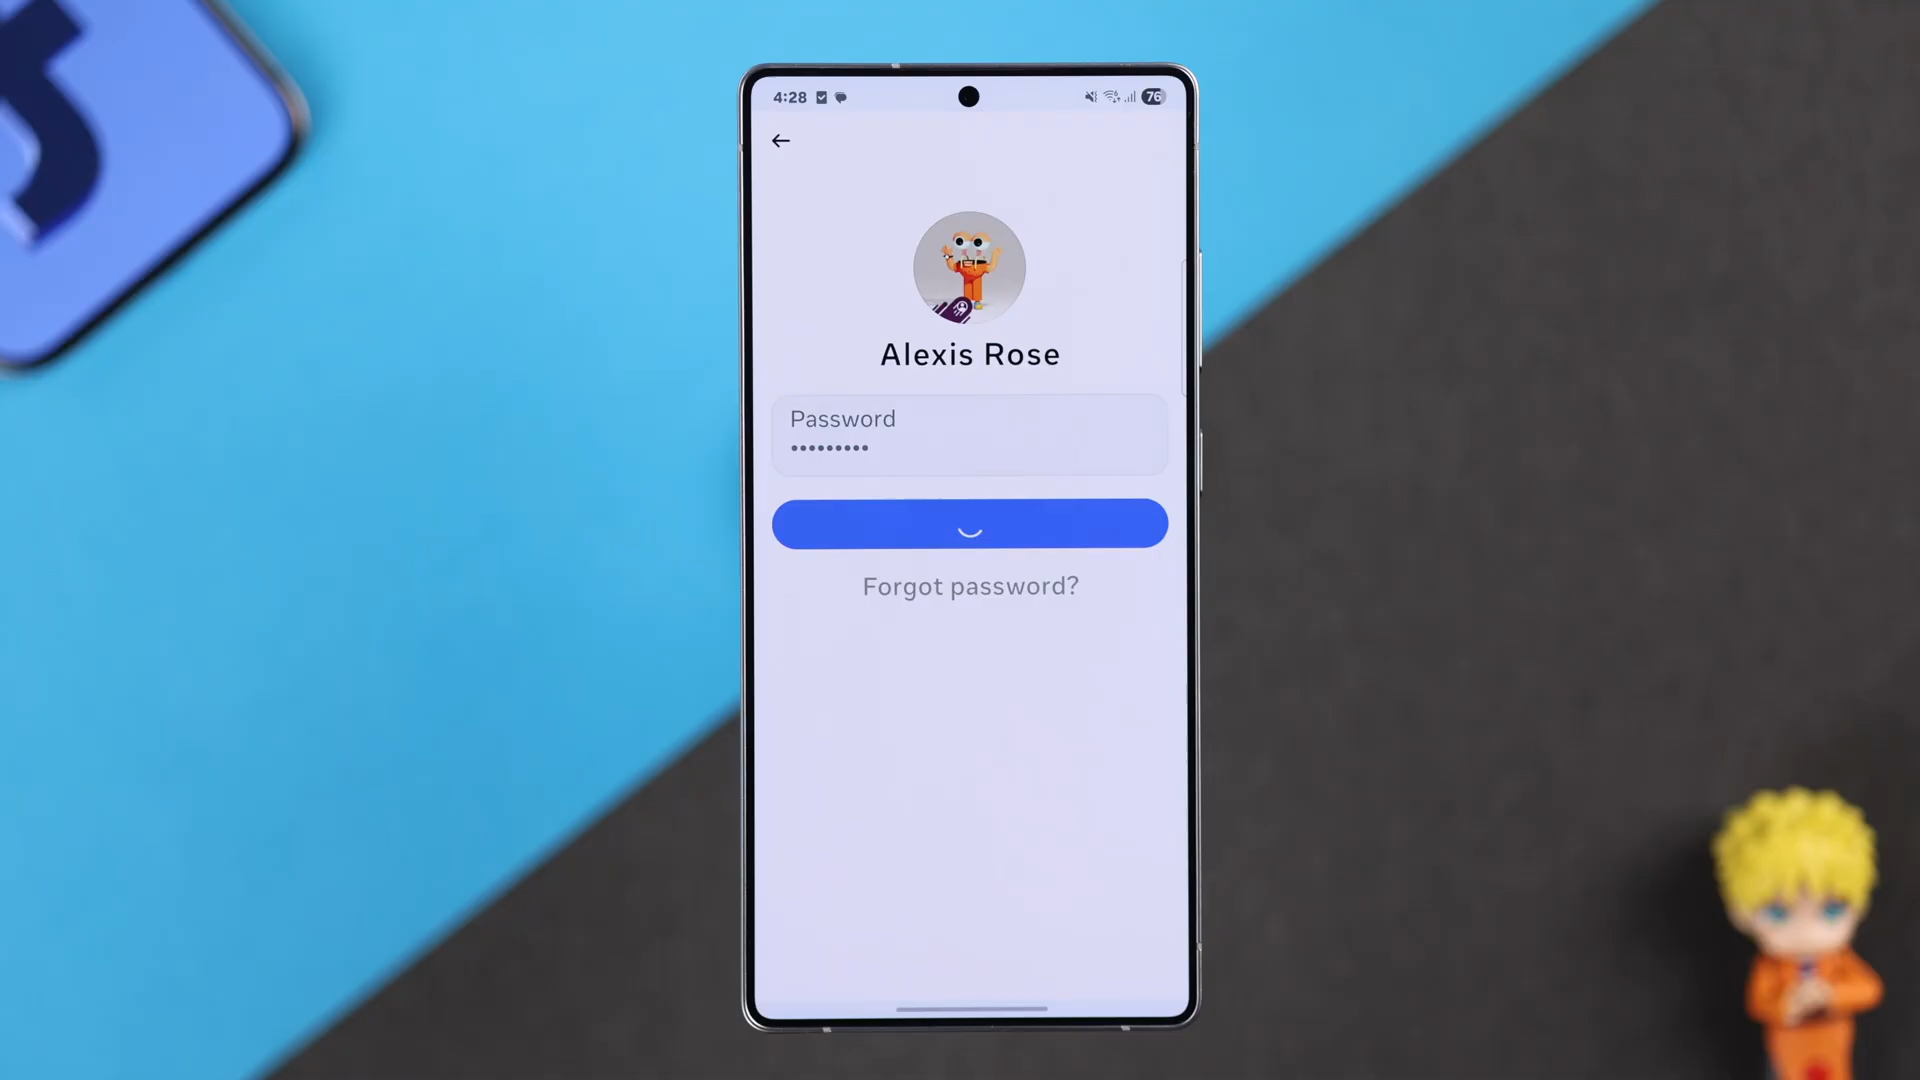 4:28
76
Alexis Rose
Password
•••••••••
Forgot password?